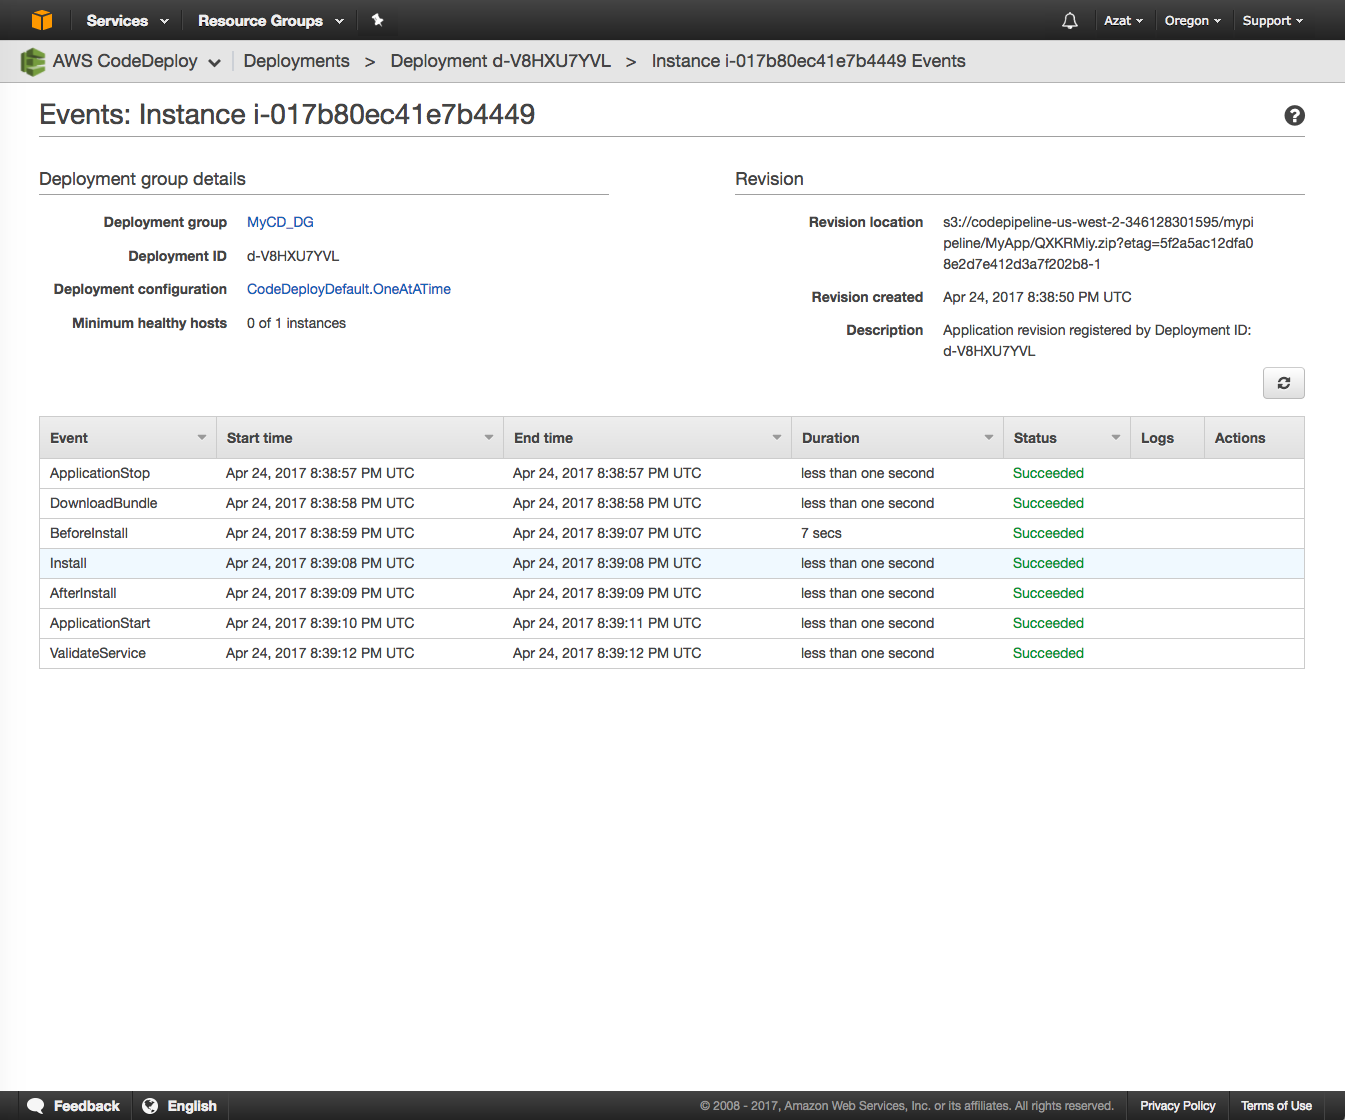 Services Resource Groups Azat Oregon Support
AWS CodeDeploy Deployments > Deployment d-V8HXU7YVL > Instance i-017b80ec41e7b4449 Events
Events: Instance i-017b80ec41e7b4449
Deployment group details
Deployment group MyCD_DG
Deployment ID d-V8HXU7YVL
Deployment configuration CodeDeployDefault.OneAtATime
Minimum healthy hosts 0 of 1 instances
Revision
Revision location s3://codepipeline-us-west-2-346128301595/mypi
peline/MyApp/QXKRMiy.zip?etag=5f2a5ac12dfa0
8e2d7e412d3a7f202b8-1
Revision created Apr 24, 2017 8:38:50 PM UTC
Description Application revision registered by Deployment ID:
d-V8HXU7YVL
Event Start time End time Duration Status Logs Actions
ApplicationStop Apr 24, 2017 8:38:57 PM UTC Apr 24, 2017 8:38:57 PM UTC less than one second Succeeded
DownloadBundle Apr 24, 2017 8:38:58 PM UTC Apr 24, 2017 8:38:58 PM UTC less than one second Succeeded
BeforeInstall Apr 24, 2017 8:38:59 PM UTC Apr 24, 2017 8:39:07 PM UTC 7 secs Succeeded
Install Apr 24, 2017 8:39:08 PM UTC Apr 24, 2017 8:39:08 PM UTC less than one second Succeeded
AfterInstall Apr 24, 2017 8:39:09 PM UTC Apr 24, 2017 8:39:09 PM UTC less than one second Succeeded
ApplicationStart Apr 24, 2017 8:39:10 PM UTC Apr 24, 2017 8:39:11 PM UTC less than one second Succeeded
ValidateService Apr 24, 2017 8:39:12 PM UTC Apr 24, 2017 8:39:12 PM UTC less than one second Succeeded
Feedback English © 2008 - 2017, Amazon Web Services, Inc. or its affiliates. All rights reserved. Privacy Policy Terms of Use